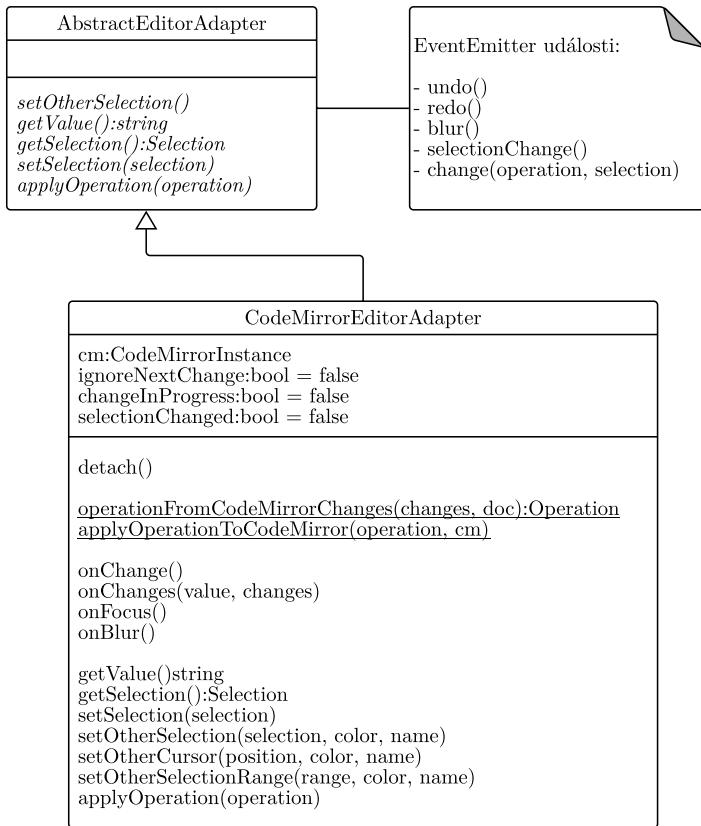 AbstractEditorAdapter
setOtherSelection()
getValue():string
getSelection():Selection
setSelection(selection)
applyOperation(operation)
EventEmitter události:
- undo()
- redo()
- blur()
- selectionChange()
- change(operation, selection)
CodeMirrorEditorAdapter
cm:CodeMirrorInstance
ignoreNextChange:bool = false
changeInProgress:bool = false
selectionChanged:bool = false
detach()
operationFromCodeMirrorChanges(changes, doc):Operation
applyOperationToCodeMirror(operation, cm)
onChange()
onChanges(value, changes)
onFocus()
onBlur()
getValue()string
getSelection():Selection
setSelection(selection)
setOtherSelection(selection, color, name)
setOtherCursor(position, color, name)
setOtherSelectionRange(range, color, name)
applyOperation(operation)